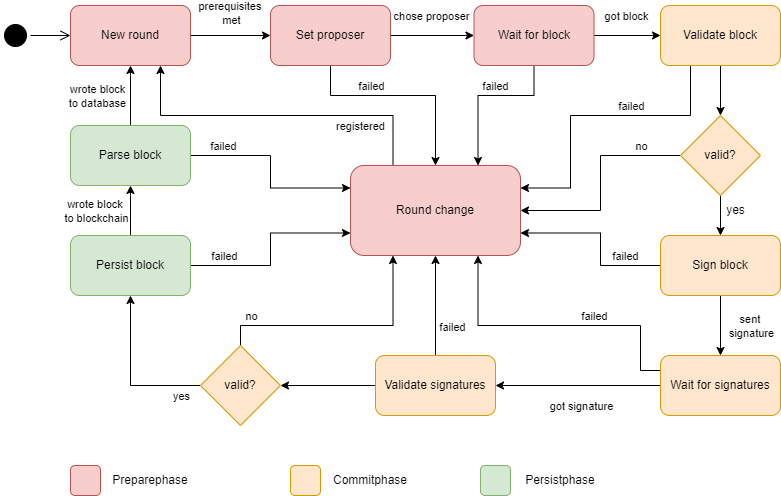 prerequisites
met
chose proposer
got block
New round
Set proposer
Wait for block
Validate block
wrote block
to database
failed
failed
failed
registered
Parse block
failed
no
valid?
wrote block
to blockchain
Round change
yes
Persist block
failed
failed
Sign block
no
failed
failed
sent
signature
valid?
Validate signatures
Wait for signatures
yes
got signature
Preparephase
Commitphase
Persistphase